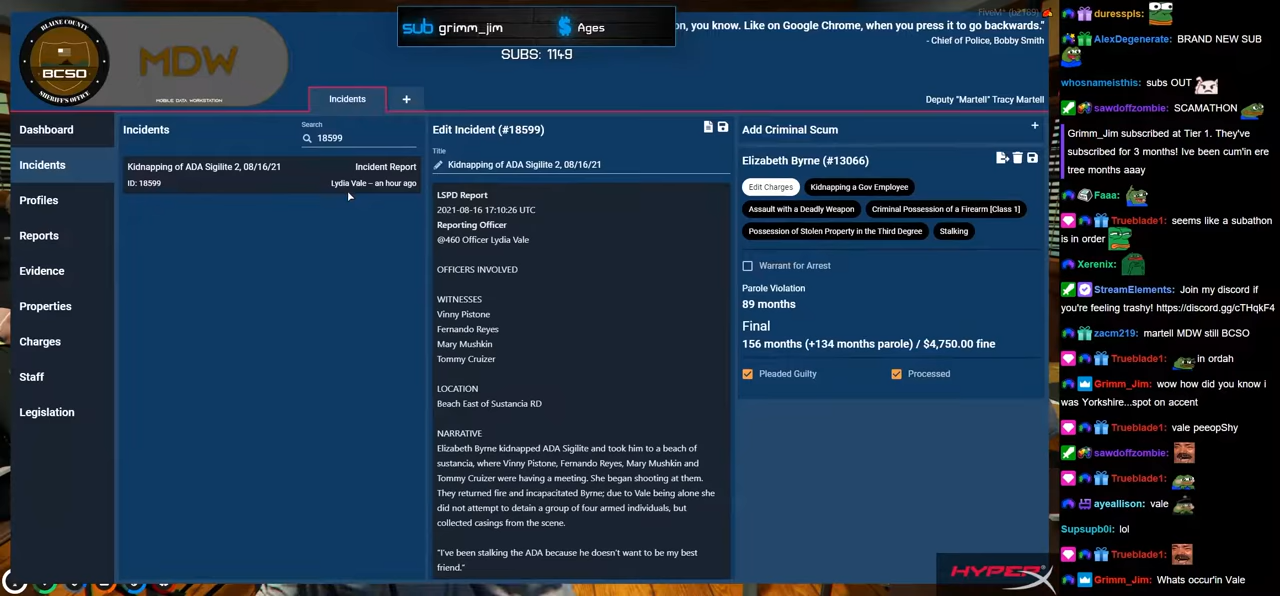 BLAINE COUNTY
BCSO
SHERIFF'S OFFICE
MDW
MOBILE DATA WORKSTATION
sub grimm_jim
Ages
SUBS: 1149
on, you know. Like on Google Chrome, when you press it to go backwards."
- Chief of Police, Bobby Smith
Incidents
+
Deputy "Martell" Tracy Martell
Dashboard
Incidents
Profiles
Reports
Evidence
Properties
Charges
Staff
Legislation
Incidents
Search
18599
Kidnapping of ADA Sigilite 2, 08/16/21
Incident Report
ID: 18599
Lydia Vale – an hour ago
Edit Incident (#18599)
Title
Kidnapping of ADA Sigilite 2, 08/16/21
LSPD Report
2021-08-16 17:10:26 UTC
Reporting Officer
@460 Officer Lydia Vale
OFFICERS INVOLVED
WITNESSES
Vinny Pistone
Fernando Reyes
Mary Mushkin
Tommy Cruizer
LOCATION
Beach East of Sustancia RD
NARRATIVE
Elizabeth Byrne kidnapped ADA Sigilite and took him to a beach of
sustancia, where Vinny Pistone, Fernando Reyes, Mary Mushkin and
Tommy Cruizer were having a meeting. She began shooting at them.
They returned fire and incapacitated Byrne; due to Vale being alone she
did not attempt to detain a group of four armed individuals, but
collected casings from the scene.
"I've been stalking the ADA because he doesn't want to be my best
friend."
Add Criminal Scum
+
Elizabeth Byrne (#13066)
Edit Charges
Kidnapping a Gov Employee
Assault with a Deadly Weapon
Criminal Possession of a Firearm [Class 1]
Possession of Stolen Property in the Third Degree
Stalking
Warrant for Arrest
Parole Violation
89 months
Final
156 months (+134 months parole) / $4,750.00 fine
Pleaded Guilty
Processed
HYPERX
duresspls:
AlexDegenerate: BRAND NEW SUB
whosnameisthis: subs OUT
sawdoffzombie: SCAMATHON
Grimm_Jim subscribed at Tier 1. They've
subscribed for 3 months! Ive been cum'in ere
tree months aaay
Faaa:
Trueblade1: seems like a subathon
is in order
Xerenix:
StreamElements: Join my discord if
you're feeling trashy! https://discord.gg/cTHqkF4
zacm219: martell MDW still BCSO
Trueblade1: in ordah
Grimm_Jim: wow how did you know i
was Yorkshire...spot on accent
Trueblade1: vale peeopShy
sawdoffzombie:
Trueblade1:
ayeallison: vale
Supsupb0i: lol
Trueblade1:
Grimm_Jim: Whats occur'in Vale